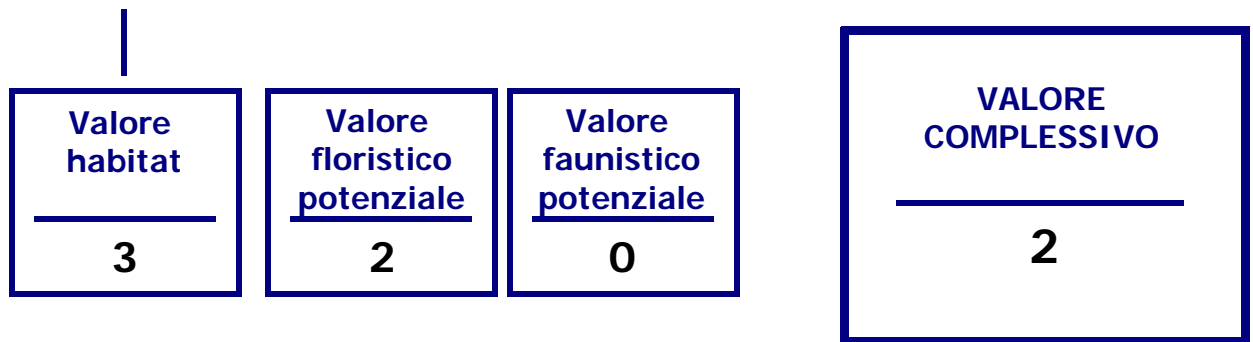 Valore
habitat
3
Valore
floristico
potenziale
2
Valore
faunistico
potenziale
0
VALORE
COMPLESSIVO
2